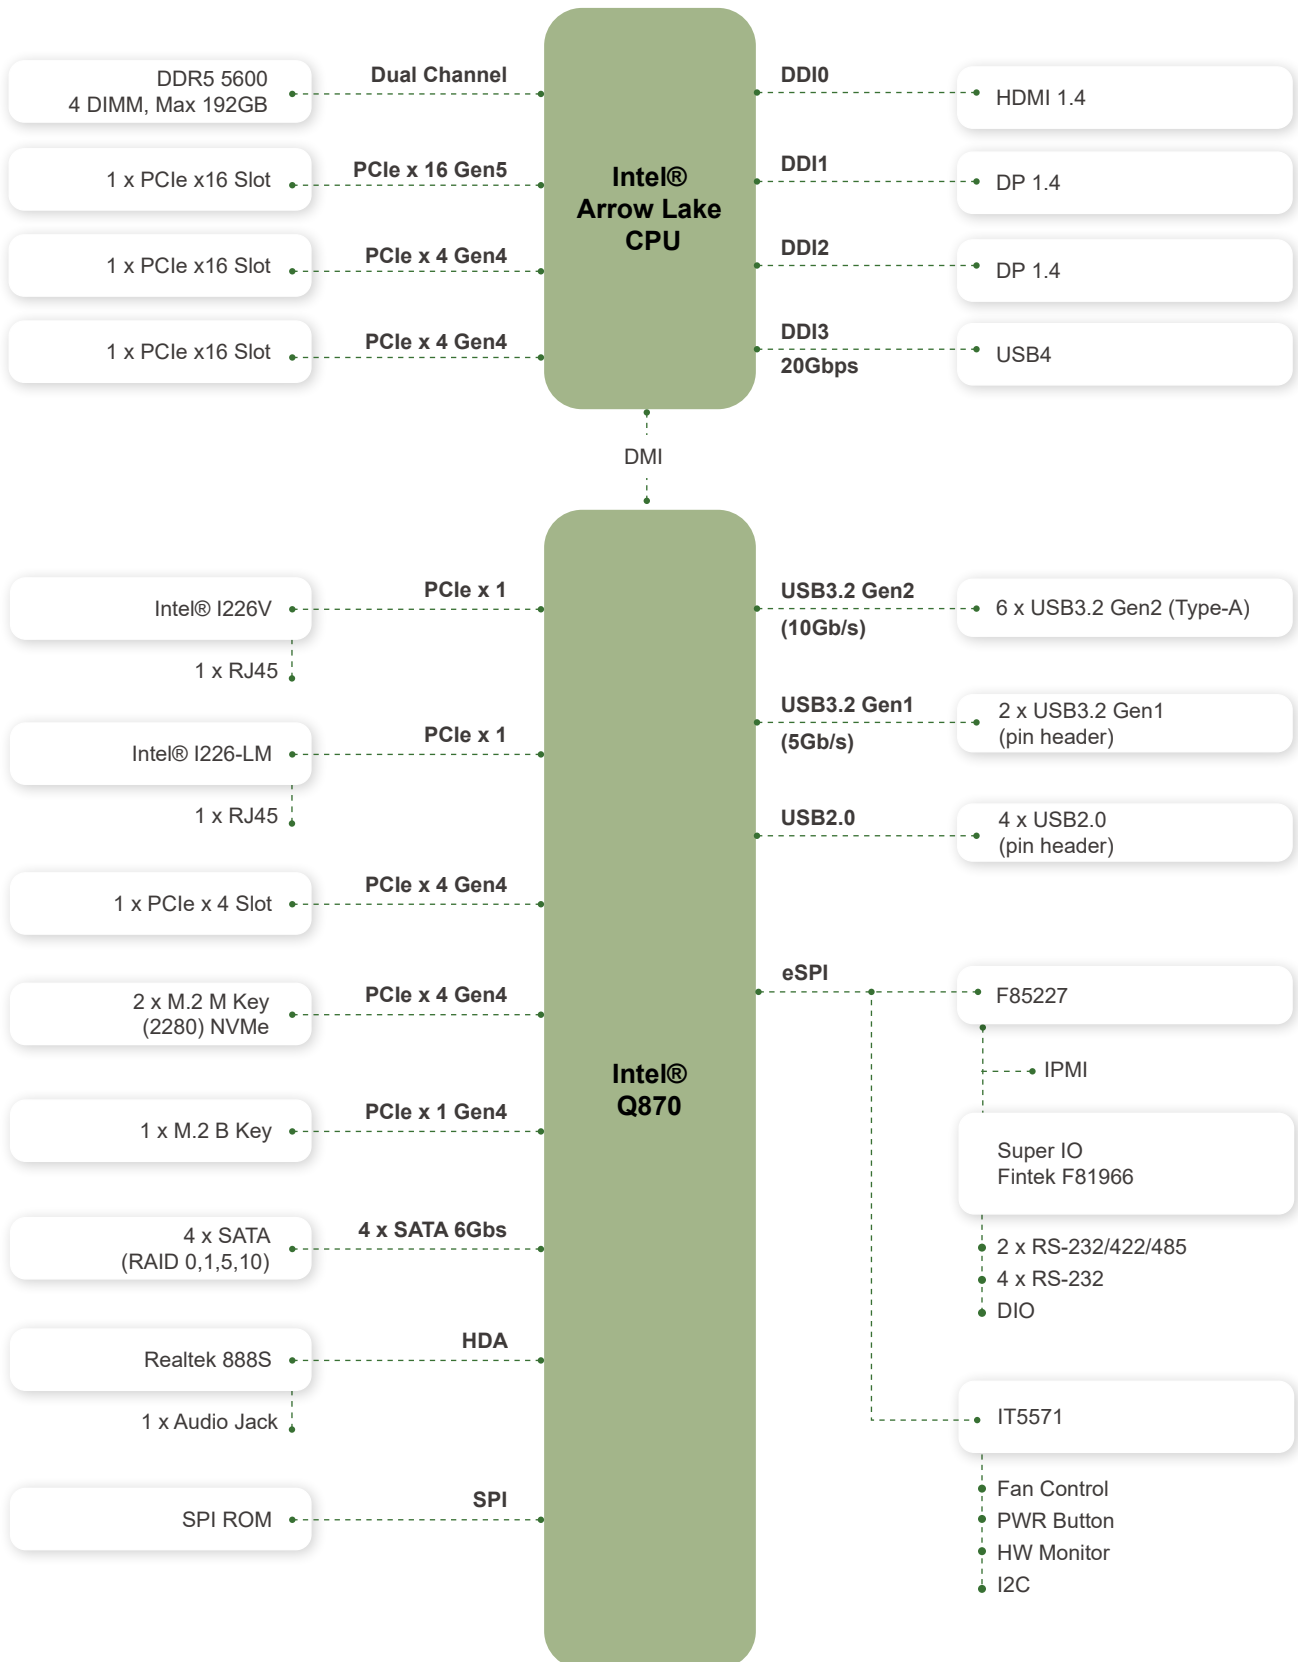 DDR5 5600
4 DIMM, Max 192GB
Dual Channel
1 x PCIe x16 Slot
PCIe x 16 Gen5
1 x PCIe x16 Slot
PCIe x 4 Gen4
1 x PCIe x16 Slot
PCIe x 4 Gen4
Intel®
Arrow Lake
CPU
DDI0
HDMI 1.4
DDI1
DP 1.4
DDI2
DP 1.4
DDI3
20Gbps
USB4
DMI
Intel® I226V
PCIe x 1
1 x RJ45
Intel® I226-LM
PCIe x 1
1 x RJ45
1 x PCIe x 4 Slot
PCIe x 4 Gen4
2 x M.2 M Key
(2280) NVMe
PCIe x 4 Gen4
1 x M.2 B Key
PCIe x 1 Gen4
4 x SATA
(RAID 0,1,5,10)
4 x SATA 6Gbs
Realtek 888S
HDA
1 x Audio Jack
SPI ROM
SPI
Intel®
Q870
USB3.2 Gen2
(10Gb/s)
6 x USB3.2 Gen2 (Type-A)
USB3.2 Gen1
(5Gb/s)
2 x USB3.2 Gen1
(pin header)
USB2.0
4 x USB2.0
(pin header)
eSPI
F85227
IPMI
Super IO
Fintek F81966
2 x RS-232/422/485
4 x RS-232
DIO
IT5571
Fan Control
PWR Button
HW Monitor
I2C